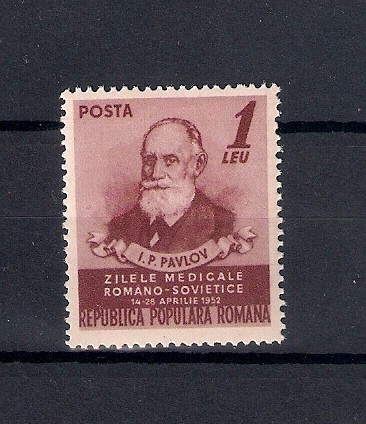 POSTA
1
LEU
I.P. PAVLOV
ZILELE MEDICALE
ROMANO-SOVIETICE
14-28 APRILIE 1952
REPUBLICA POPULARA ROMANA